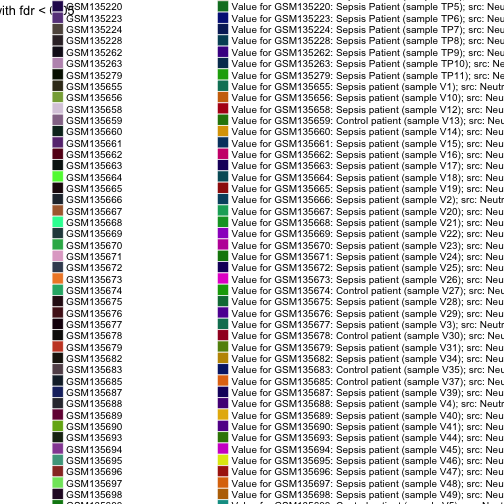 with fdr < 0.05
GSM135220 Value for GSM135220: Sepsis Patient (sample TP5); src: Neu
GSM135223 Value for GSM135223: Sepsis Patient (sample TP6); src: Neu
GSM135224 Value for GSM135224: Sepsis Patient (sample TP7); src: Neu
GSM135228 Value for GSM135228: Sepsis Patient (sample TP8); src: Neu
GSM135262 Value for GSM135262: Sepsis Patient (sample TP9); src: Neu
GSM135263 Value for GSM135263: Sepsis Patient (sample TP10); src: Ne
GSM135279 Value for GSM135279: Sepsis Patient (sample TP11); src: Ne
GSM135655 Value for GSM135655: Sepsis patient (sample V1); src: Neutr
GSM135656 Value for GSM135656: Sepsis patient (sample V10); src: Neu
GSM135658 Value for GSM135658: Sepsis patient (sample V12); src: Neu
GSM135659 Value for GSM135659: Control patient (sample V13); src: Neu
GSM135660 Value for GSM135660: Sepsis patient (sample V14); src: Neu
GSM135661 Value for GSM135661: Sepsis patient (sample V15); src: Neu
GSM135662 Value for GSM135662: Sepsis patient (sample V16); src: Neu
GSM135663 Value for GSM135663: Sepsis patient (sample V17); src: Neu
GSM135664 Value for GSM135664: Sepsis patient (sample V18); src: Neu
GSM135665 Value for GSM135665: Sepsis patient (sample V19); src: Neu
GSM135666 Value for GSM135666: Sepsis patient (sample V2); src: Neutr
GSM135667 Value for GSM135667: Sepsis patient (sample V20); src: Neu
GSM135668 Value for GSM135668: Sepsis patient (sample V21); src: Neu
GSM135669 Value for GSM135669: Sepsis patient (sample V22); src: Neu
GSM135670 Value for GSM135670: Sepsis patient (sample V23); src: Neu
GSM135671 Value for GSM135671: Sepsis patient (sample V24); src: Neu
GSM135672 Value for GSM135672: Sepsis patient (sample V25); src: Neu
GSM135673 Value for GSM135673: Sepsis patient (sample V26); src: Neu
GSM135674 Value for GSM135674: Control patient (sample V27); src: Neu
GSM135675 Value for GSM135675: Sepsis patient (sample V28); src: Neu
GSM135676 Value for GSM135676: Sepsis patient (sample V29); src: Neu
GSM135677 Value for GSM135677: Sepsis patient (sample V3); src: Neutr
GSM135678 Value for GSM135678: Control patient (sample V30); src: Neu
GSM135679 Value for GSM135679: Sepsis patient (sample V31); src: Neu
GSM135682 Value for GSM135682: Sepsis patient (sample V34); src: Neu
GSM135683 Value for GSM135683: Control patient (sample V35); src: Neu
GSM135685 Value for GSM135685: Control patient (sample V37); src: Neu
GSM135687 Value for GSM135687: Sepsis patient (sample V39); src: Neu
GSM135688 Value for GSM135688: Sepsis patient (sample V4); src: Neutr
GSM135689 Value for GSM135689: Sepsis patient (sample V40); src: Neu
GSM135690 Value for GSM135690: Sepsis patient (sample V41); src: Neu
GSM135693 Value for GSM135693: Sepsis patient (sample V44); src: Neu
GSM135694 Value for GSM135694: Sepsis patient (sample V45); src: Neu
GSM135695 Value for GSM135695: Sepsis patient (sample V46); src: Neu
GSM135696 Value for GSM135696: Sepsis patient (sample V47); src: Neu
GSM135697 Value for GSM135697: Sepsis patient (sample V48); src: Neu
GSM135698 Value for GSM135698: Sepsis patient (sample V49); src: Neu